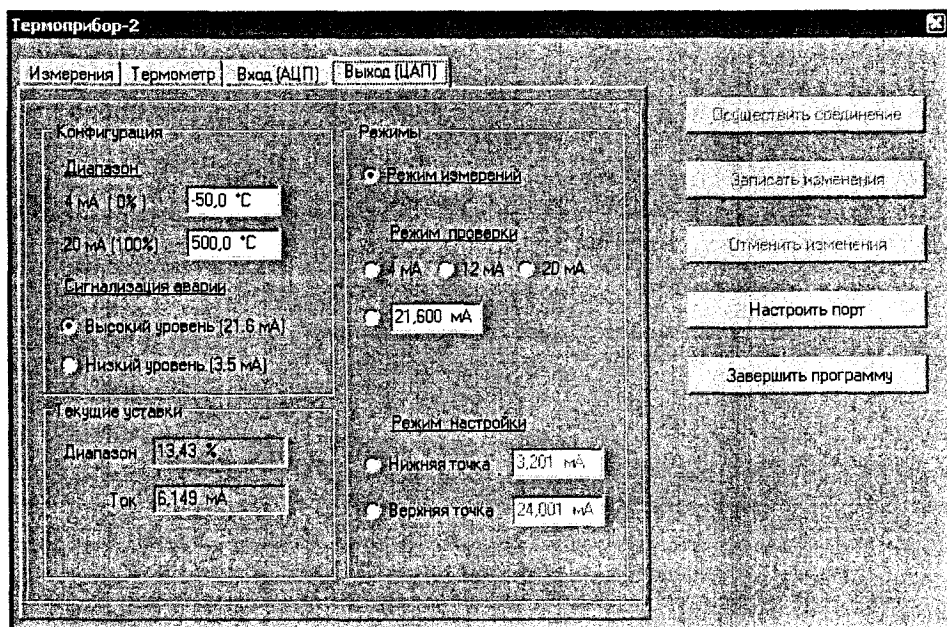 Термоприбор-2
Измерения Термометр Вход (АЦП) Выход (ЦАП)
Конфигурация
Диапазон
4 мА ( 0% ) -50,0 °С
20 мА (100%) 500,0 °С
Сигнализация аварии
Высокий уровень (21.6 мА)
Низкий уровень (3.5 мА)
Текущие уставки
Диапазон 13,43 %
Ток 6,149 мА
Режимы
Режим измерений
Режим проверки
4 мА 12 мА 20 мА
21,600 мА
Режим настройки
Нижняя точка 3,201 мА
Верхняя точка 24,001 мА
Осуществить соединение
Записать изменения
Отменить изменения
Настроить порт
Завершить программу